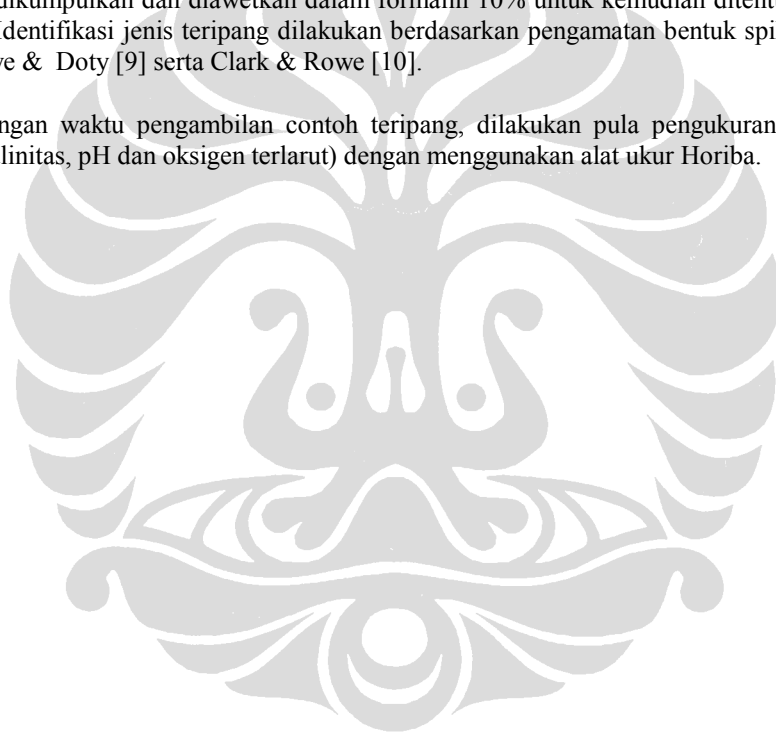 dikumpulkan dan diawetkan dalam formalin 10% untuk kemudian ditentu
Identifikasi jenis teripang dilakukan berdasarkan pengamatan bentuk spi
we & Doty [9] serta Clark & Rowe [10].
ngan waktu pengambilan contoh teripang, dilakukan pula pengukuran
linitas, pH dan oksigen terlarut) dengan menggunakan alat ukur Horiba.